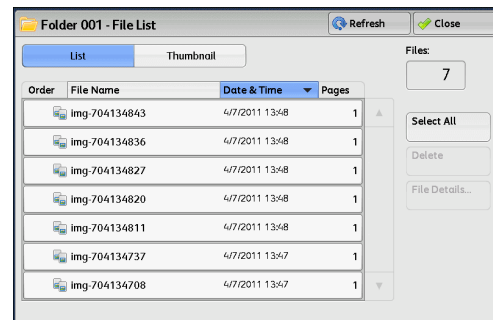 Folder 001 - File List
Refresh
Close
List
Thumbnail
Files:
7
Order File Name Date & Time Pages
img-704134843 4/7/2011 13:48 1
img-704134836 4/7/2011 13:48 1
img-704134827 4/7/2011 13:48 1
img-704134820 4/7/2011 13:48 1
img-704134811 4/7/2011 13:48 1
img-704134737 4/7/2011 13:47 1
img-704134708 4/7/2011 13:47 1
Select All
Delete
File Details...